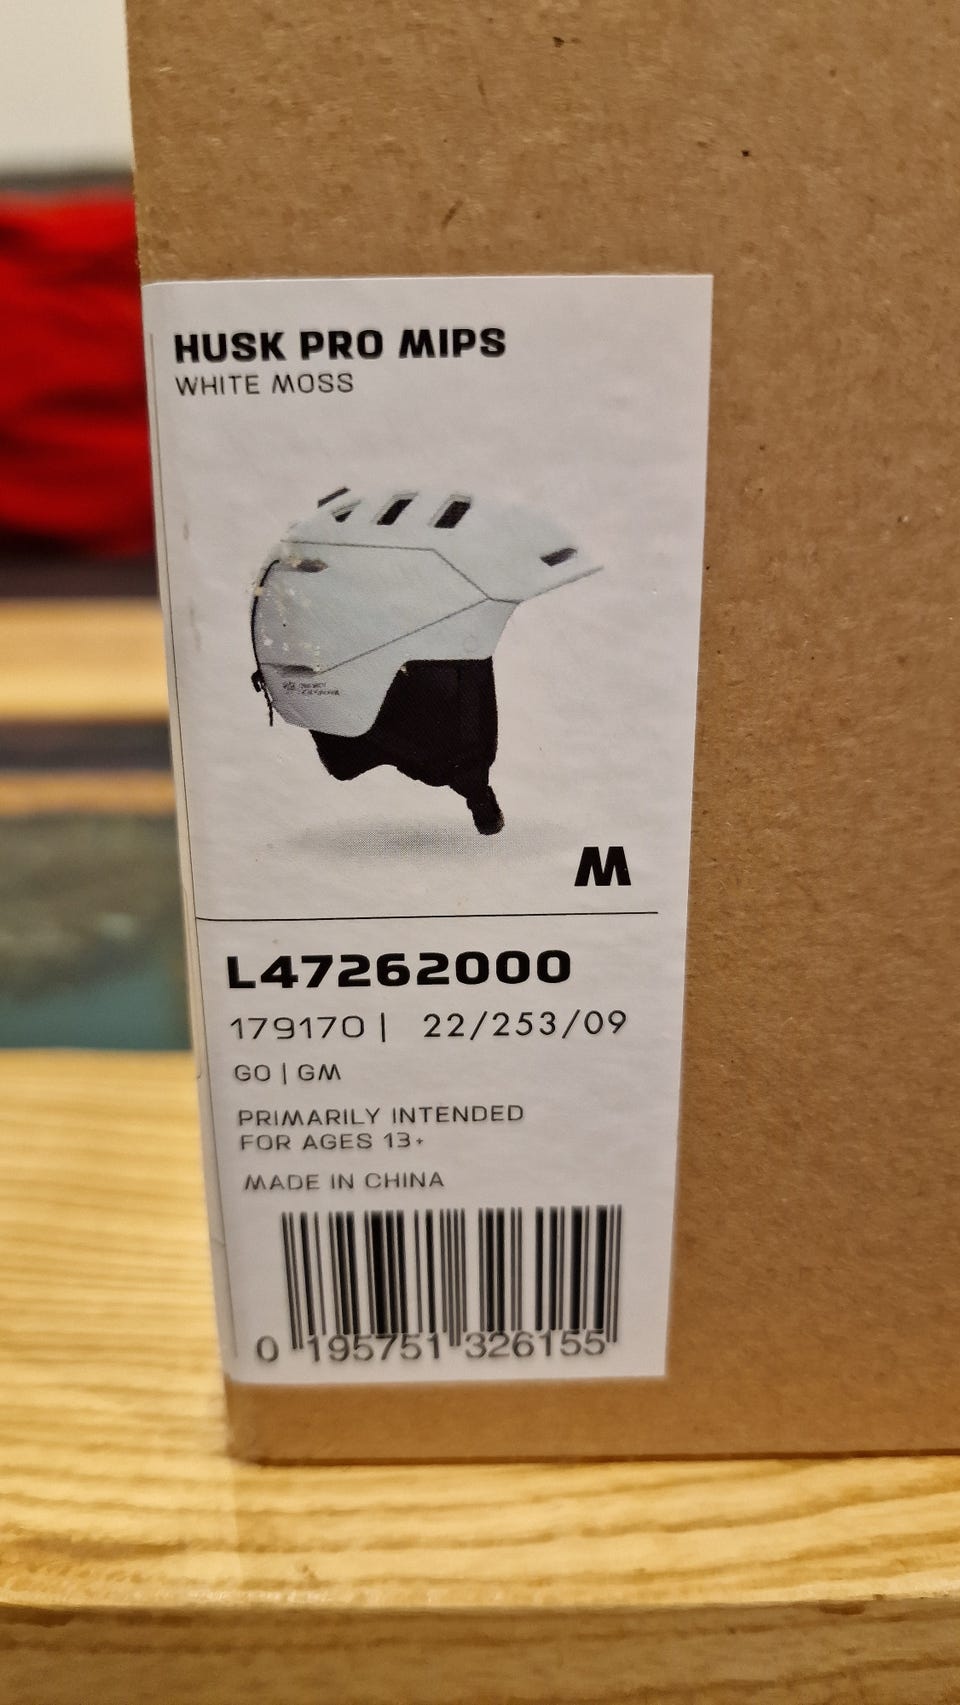 HUSK PRO MIPS
WHITE MOSS
M
L47262000
179170 | 22/253/09
GO | GM
PRIMARILY INTENDED
FOR AGES 13+
MADE IN CHINA
0 195751 326155